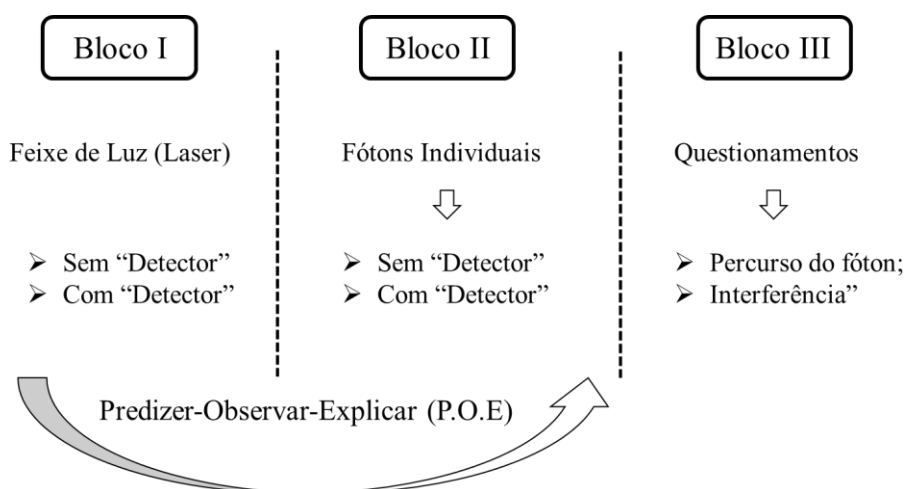 Bloco I
Bloco II
Bloco III
Feixe de Luz (Laser)
Fótons Individuais
Questionamentos
➢ Sem “Detector”
➢ Com “Detector”
➢ Sem “Detector”
➢ Com “Detector”
➢ Percurso do fóton;
➢ Interferência”
Predizer-Observar-Explicar (P.O.E)